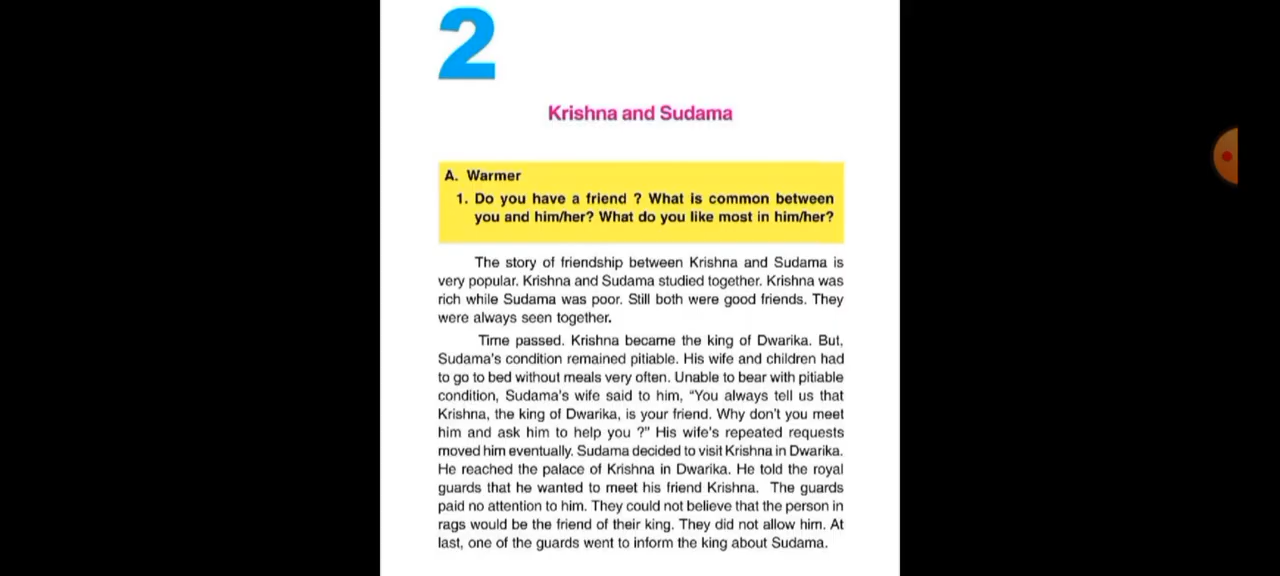 2
Krishna and Sudama
A. Warmer
1. Do you have a friend ? What is common between
you and him/her? What do you like most in him/her?
The story of friendship between Krishna and Sudama is
very popular. Krishna and Sudama studied together. Krishna was
rich while Sudama was poor. Still both were good friends. They
were always seen together.
Time passed. Krishna became the king of Dwarika. But,
Sudama's condition remained pitiable. His wife and children had
to go to bed without meals very often. Unable to bear with pitiable
condition, Sudama's wife said to him, “You always tell us that
Krishna, the king of Dwarika, is your friend. Why don't you meet
him and ask him to help you ?” His wife's repeated requests
moved him eventually. Sudama decided to visit Krishna in Dwarika.
He reached the palace of Krishna in Dwarika. He told the royal
guards that he wanted to meet his friend Krishna. The guards
paid no attention to him. They could not believe that the person in
rags would be the friend of their king. They did not allow him. At
last, one of the guards went to inform the king about Sudama.